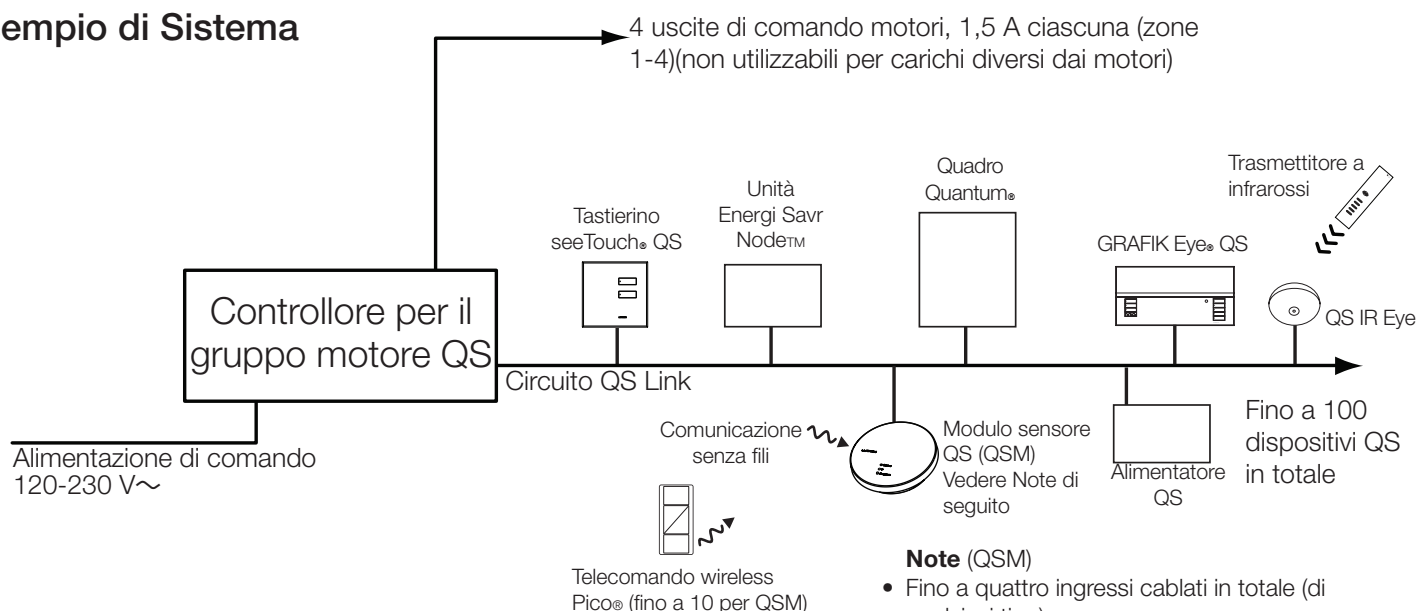 empio di Sistema
4 uscite di comando motori, 1,5 A ciascuna (zone
1-4)(non utilizzabili per carichi diversi dai motori)
Tastierino
seeTouch® QS
Unità
Energi Savr
Node™
Quadro
Quantum®
GRAFIK Eye® QS
Trasmettitore a
infrarossi
QS IR Eye
Controllore per il
gruppo motore QS
Circuito QS Link
Alimentazione di comando
120-230 V~
Comunicazione
senza fili
Modulo sensore
QS (QSM)
Vedere Note di
seguito
Alimentatore
QS
Fino a 100
dispositivi QS
in totale
Telecomando wireless
Pico® (fino a 10 per QSM)
Note (QSM)
• Fino a quattro ingressi cablati in totale (di